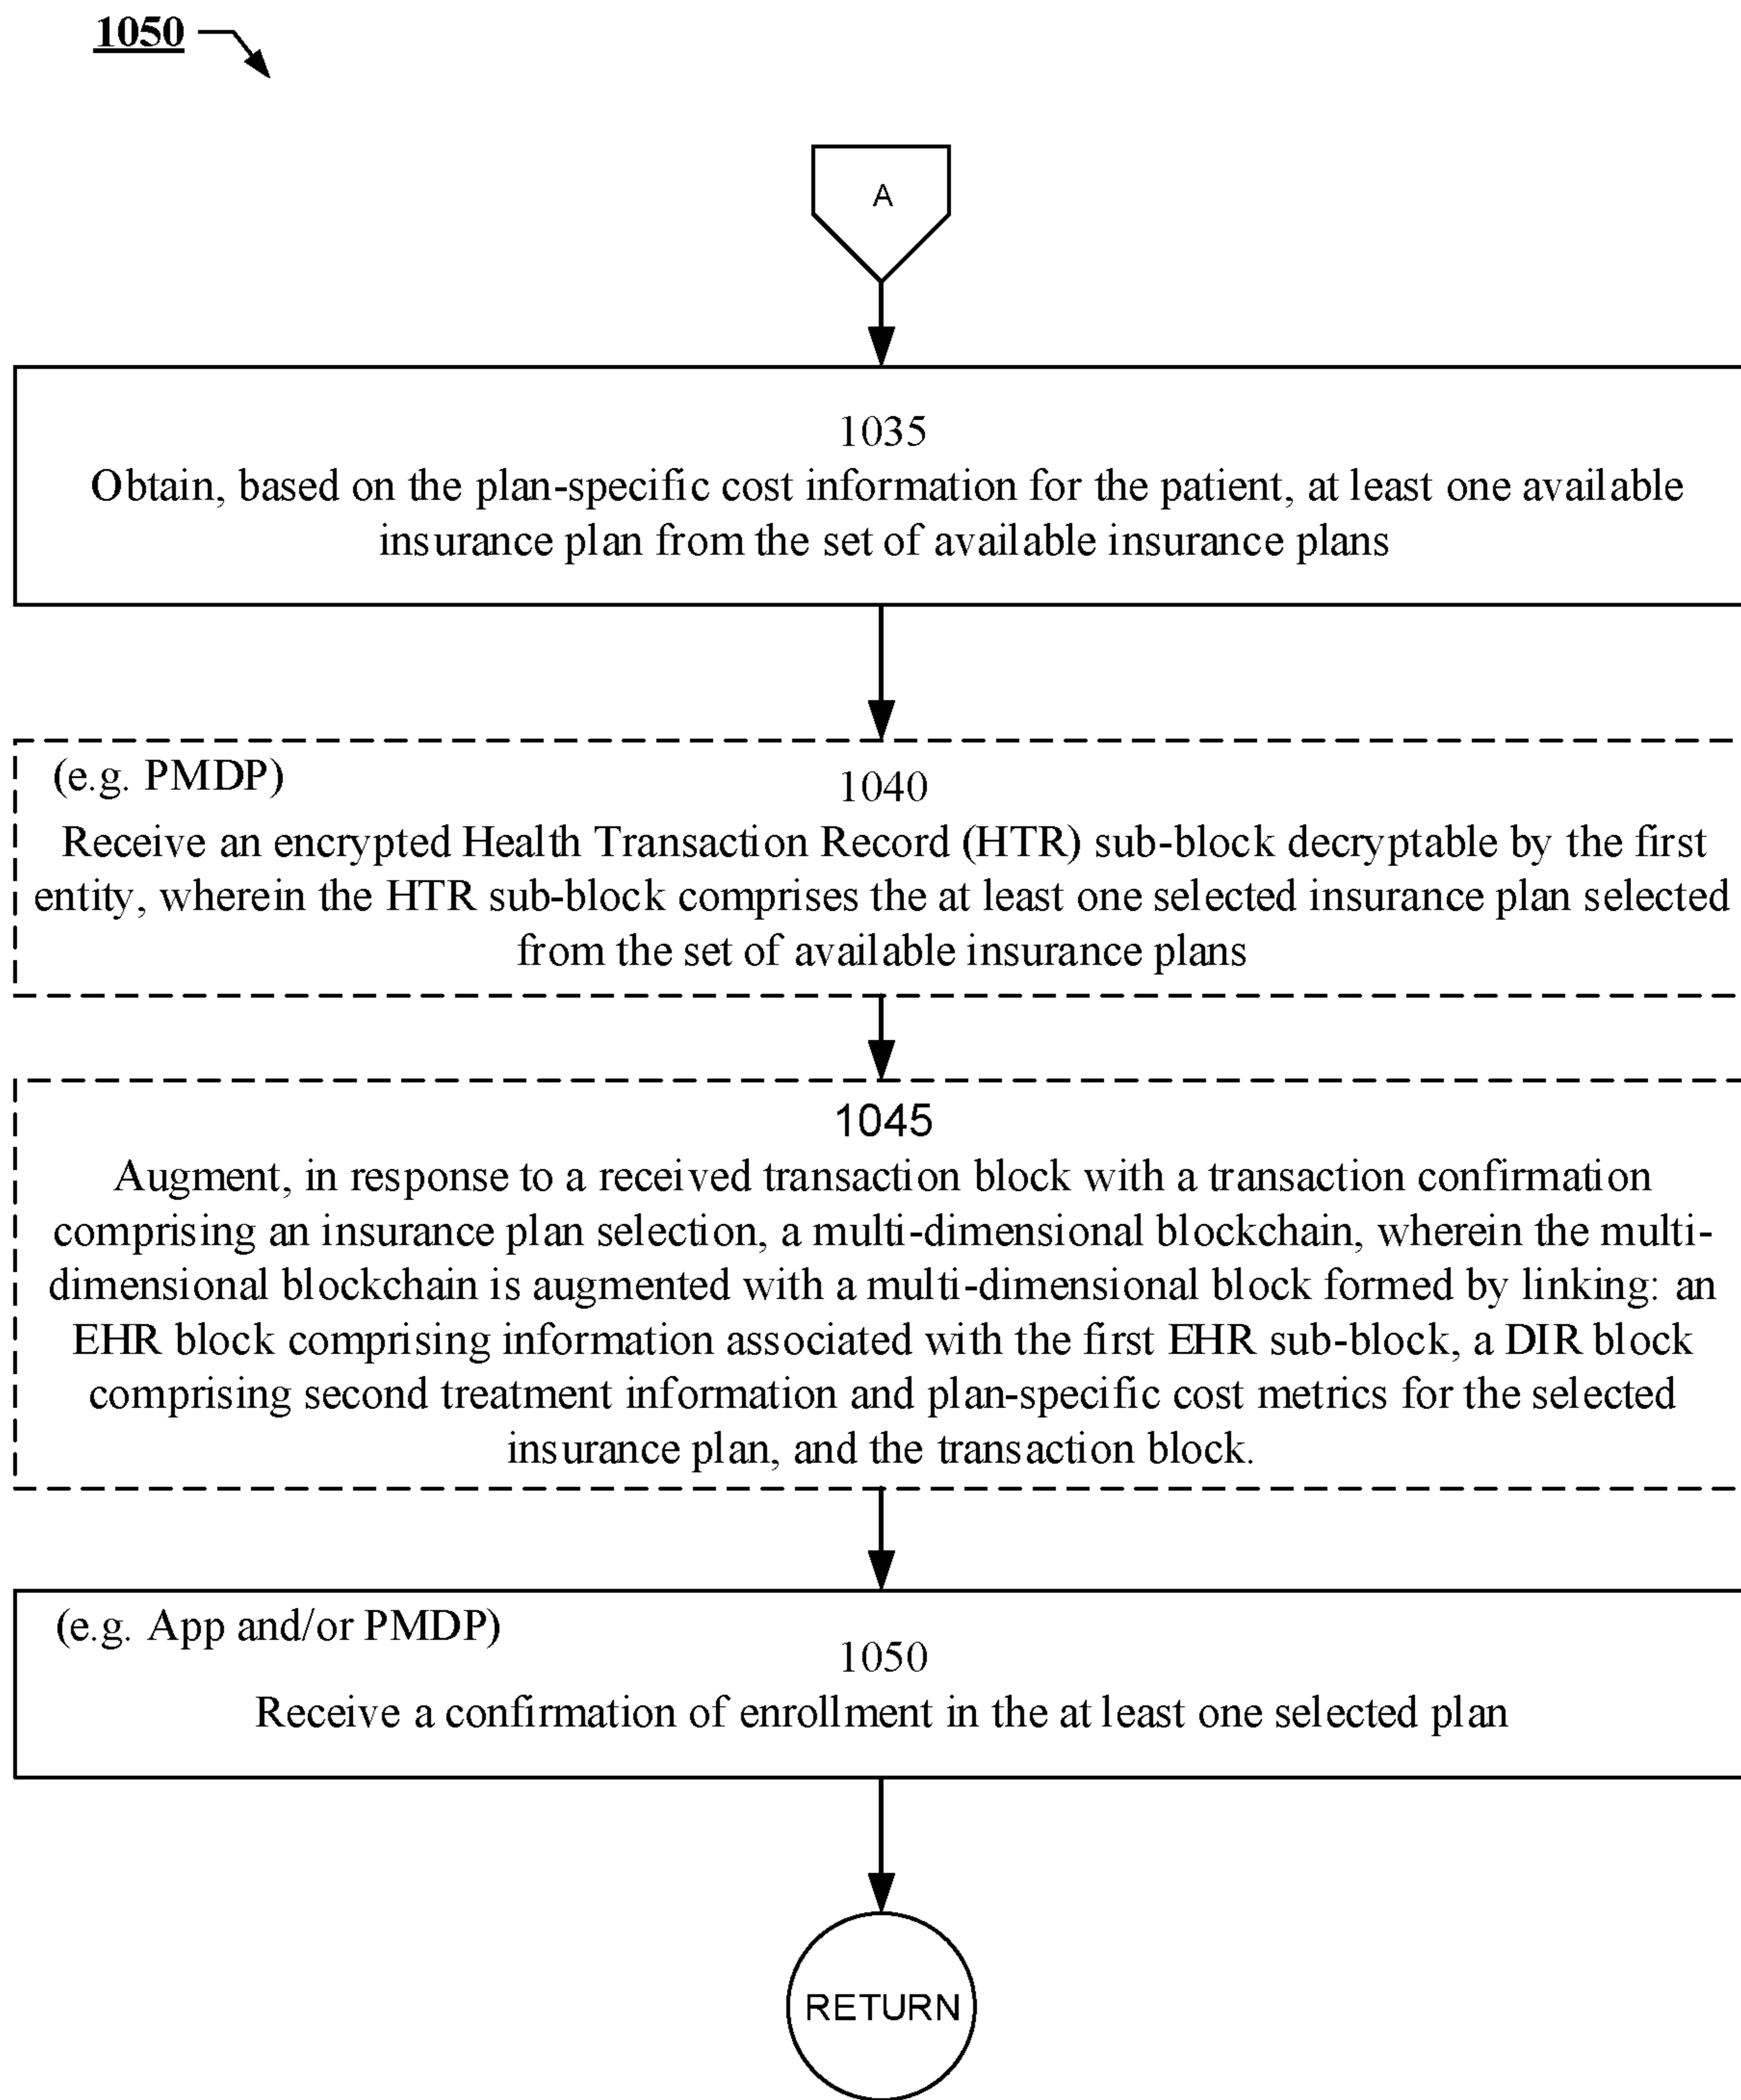 1050
A
1035
Obtain, based on the plan-specific cost information for the patient, at least one available
insurance plan from the set of available insurance plans
(e.g. PMDP)
1040
Receive an encrypted Health Transaction Record (HTR) sub-block decryptable by the first
entity, wherein the HTR sub-block comprises the at least one selected insurance plan selected
from the set of available insurance plans
1045
Augment, in response to a received transaction block with a transaction confirmation
comprising an insurance plan selection, a multi-dimensional blockchain, wherein the multi-
dimensional blockchain is augmented with a multi-dimensional block formed by linking: an
EHR block comprising information associated with the first EHR sub-block, a DIR block
comprising second treatment information and plan-specific cost metrics for the selected
insurance plan, and the transaction block.
(e.g. App and/or PMDP)
1050
Receive a confirmation of enrollment in the at least one selected plan
RETURN